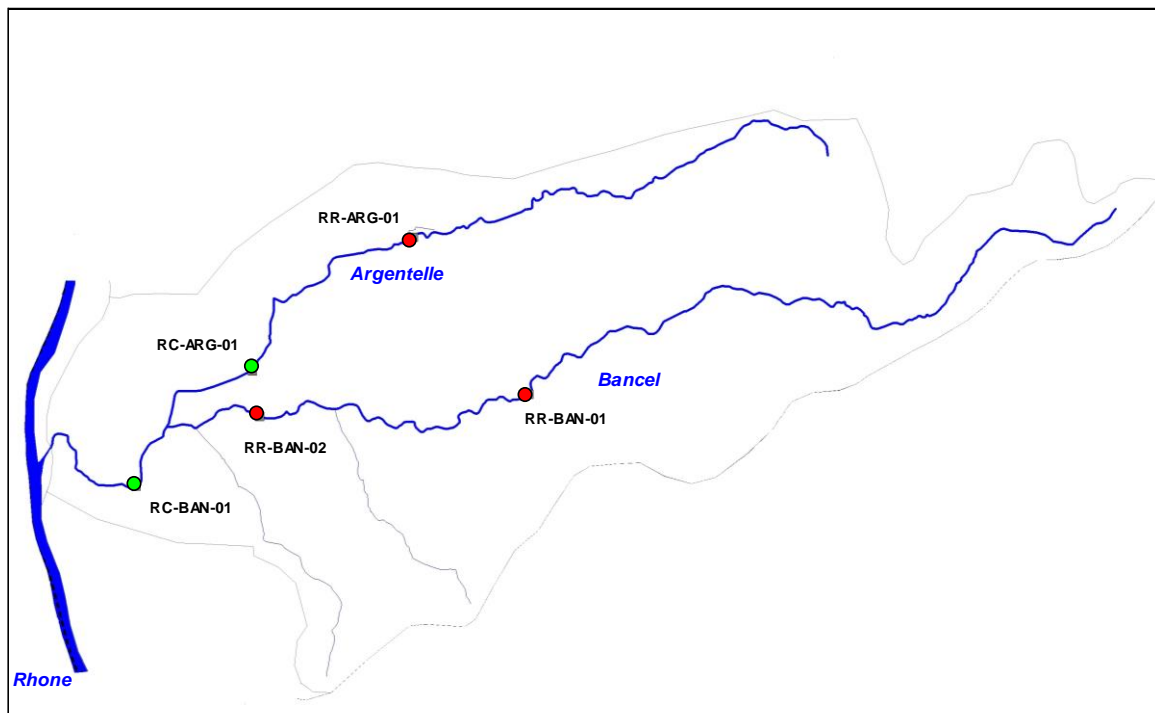 RR-ARG-01
Argentelle
RC-ARG-01
Bancel
RR-BAN-01
RR-BAN-02
RC-BAN-01
Rhone